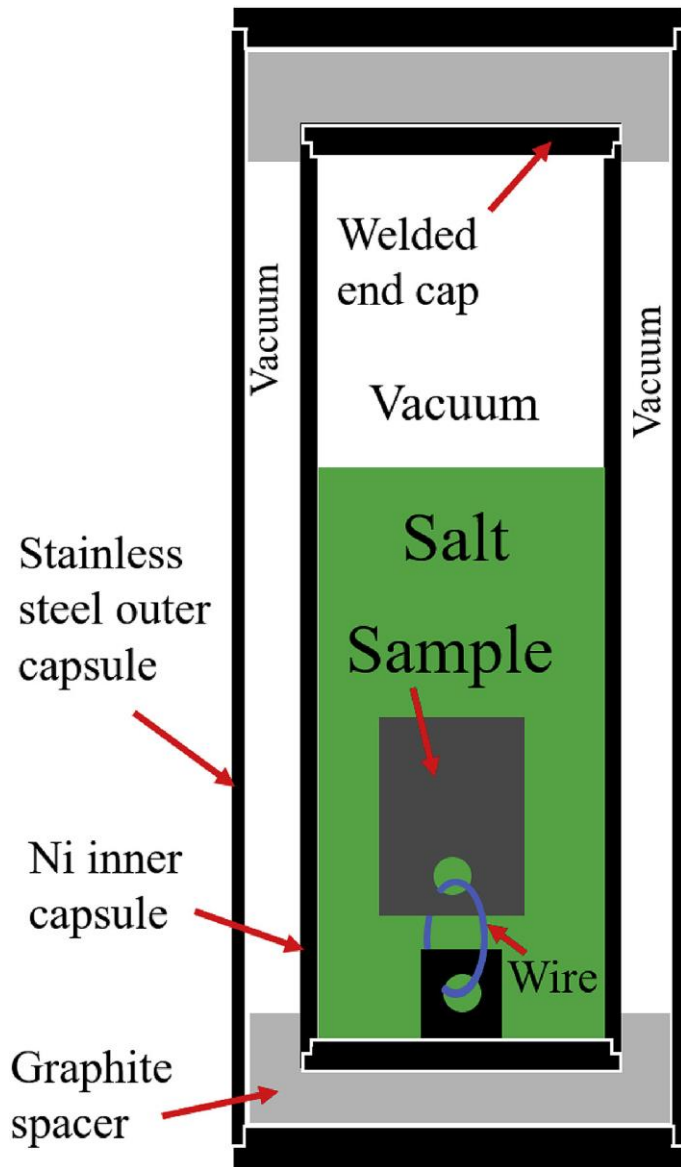 Welded
end cap
Vacuum
Vacuum
Vacuum
Salt
Stainless
steel outer
capsule
Sample
Ni inner
capsule
Wire
Graphite
spacer